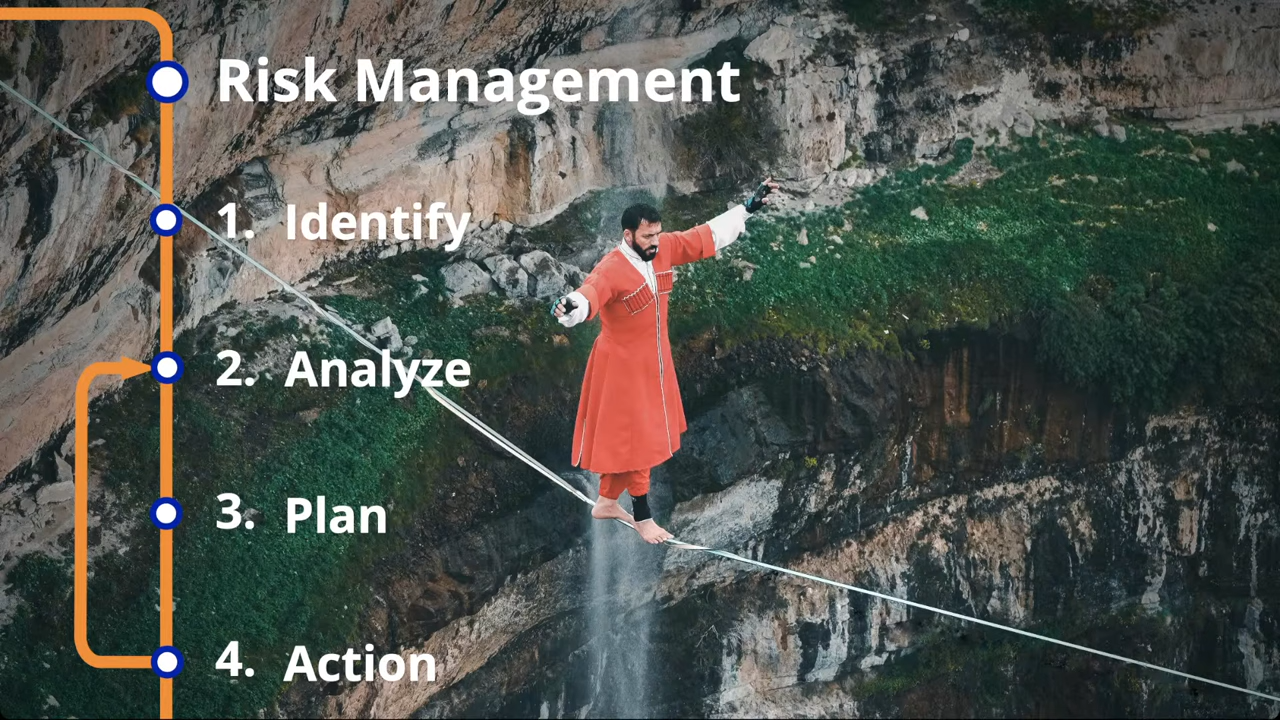 Risk Management
1. Identify
2. Analyze
3. Plan
4. Action